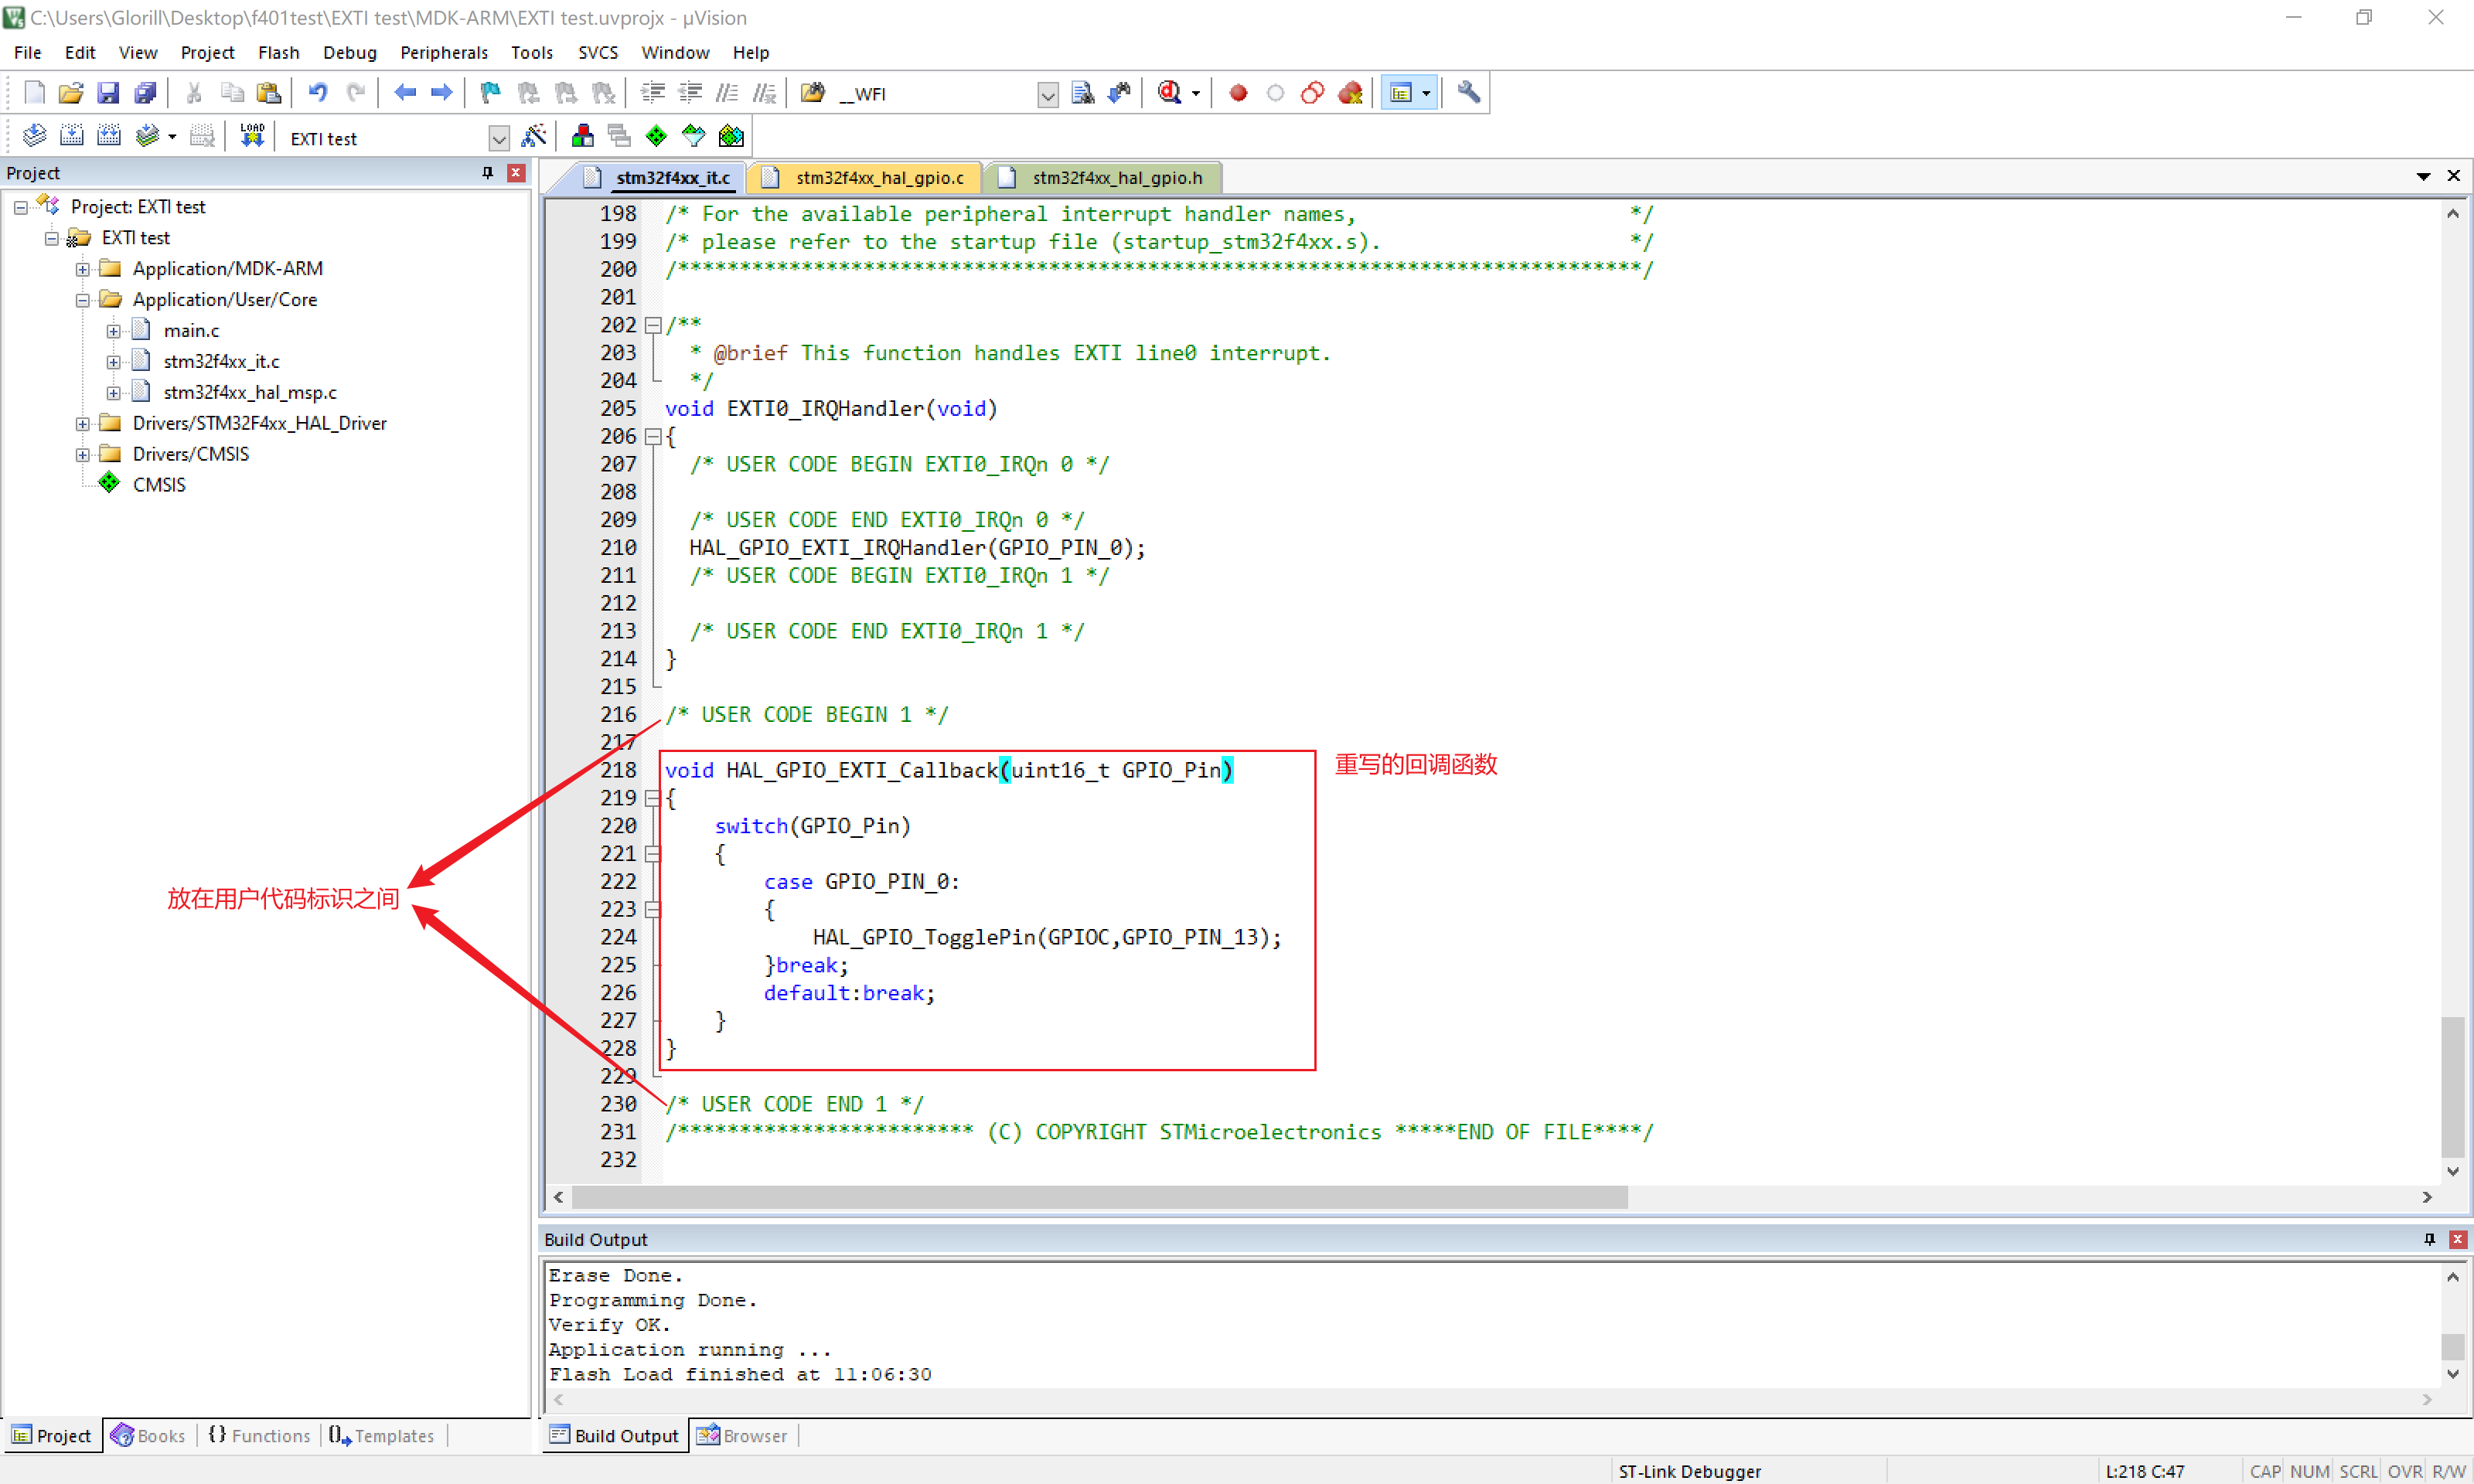 C:\Users\Glorill\Desktop\f401test\EXTI test\MDK-ARM\EXTI test.uvprojx - µVision
File Edit View Project Flash Debug Peripherals Tools SVCS Window Help
__WFI
LOAD EXTI test
Project
Project: EXTI test
EXTI test
Application/MDK-ARM
Application/User/Core
main.c
stm32f4xx_it.c
stm32f4xx_hal_msp.c
Drivers/STM32F4xx_HAL_Driver
Drivers/CMSIS
CMSIS
放在用户代码标识之间
Project Books {} Functions Templates
stm32f4xx_it.c stm32f4xx_hal_gpio.c stm32f4xx_hal_gpio.h
198 /* For the available peripheral interrupt handler names, */
199 /* please refer to the startup file (startup_stm32f4xx.s). */
200 /******************************************************************************/
201
202 /**
203 * @brief This function handles EXTI line0 interrupt.
204 */
205 void EXTI0_IRQHandler(void)
206 {
207 /* USER CODE BEGIN EXTI0_IRQn 0 */
208
209 /* USER CODE END EXTI0_IRQn 0 */
210 HAL_GPIO_EXTI_IRQHandler(GPIO_PIN_0);
211 /* USER CODE BEGIN EXTI0_IRQn 1 */
212
213 /* USER CODE END EXTI0_IRQn 1 */
214 }
215
216 /* USER CODE BEGIN 1 */
217
218 void HAL_GPIO_EXTI_Callback(uint16_t GPIO_Pin)
重写的回调函数
219 {
220 switch(GPIO_Pin)
221 {
222 case GPIO_PIN_0:
223 {
224 HAL_GPIO_TogglePin(GPIOC,GPIO_PIN_13);
225 }break;
226 default:break;
227 }
228 }
229
230 /* USER CODE END 1 */
231 /************************ (C) COPYRIGHT STMicroelectronics *****END OF FILE****/
232
Build Output
Erase Done.
Programming Done.
Verify OK.
Application running ...
Flash Load finished at 11:06:30
Build Output Browser
ST-Link Debugger L:218 C:47 CAP NUM SCRL OVR R/W